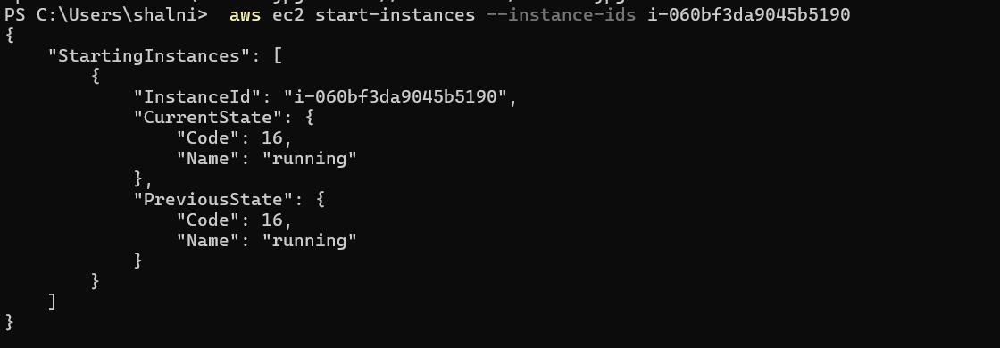 PS C:\Users\shalni>  aws ec2 start-instances --instance-ids i-060bf3da9045b5190
{
    "StartingInstances": [
        {
            "InstanceId": "i-060bf3da9045b5190",
            "CurrentState": {
                "Code": 16,
                "Name": "running"
            },
            "PreviousState": {
                "Code": 16,
                "Name": "running"
            }
        }
    ]
}